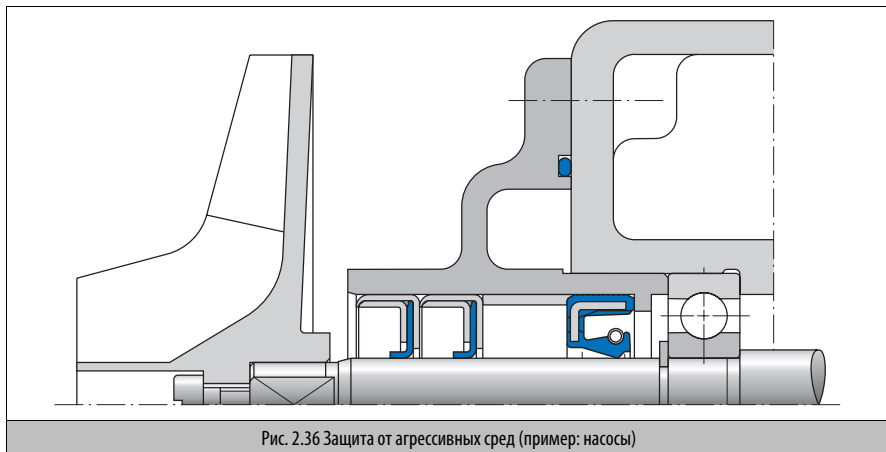 Рис. 2.36 Защита от агрессивных сред (пример: насосы)